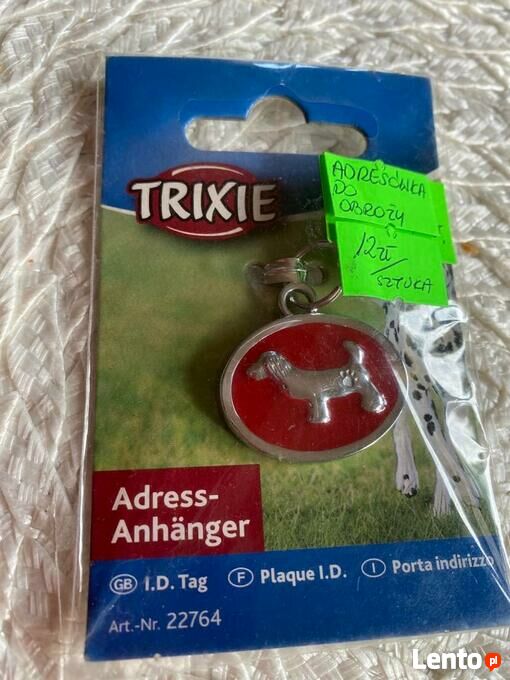 TRIXIE
ADRESÓWKA
DO
OBROŻY
12zł/
SZTUKA
Adress-
Anhänger
GB I.D. Tag F Plaque I.D. I Porta indirizzo
Art.-Nr. 22764
Lento.pl